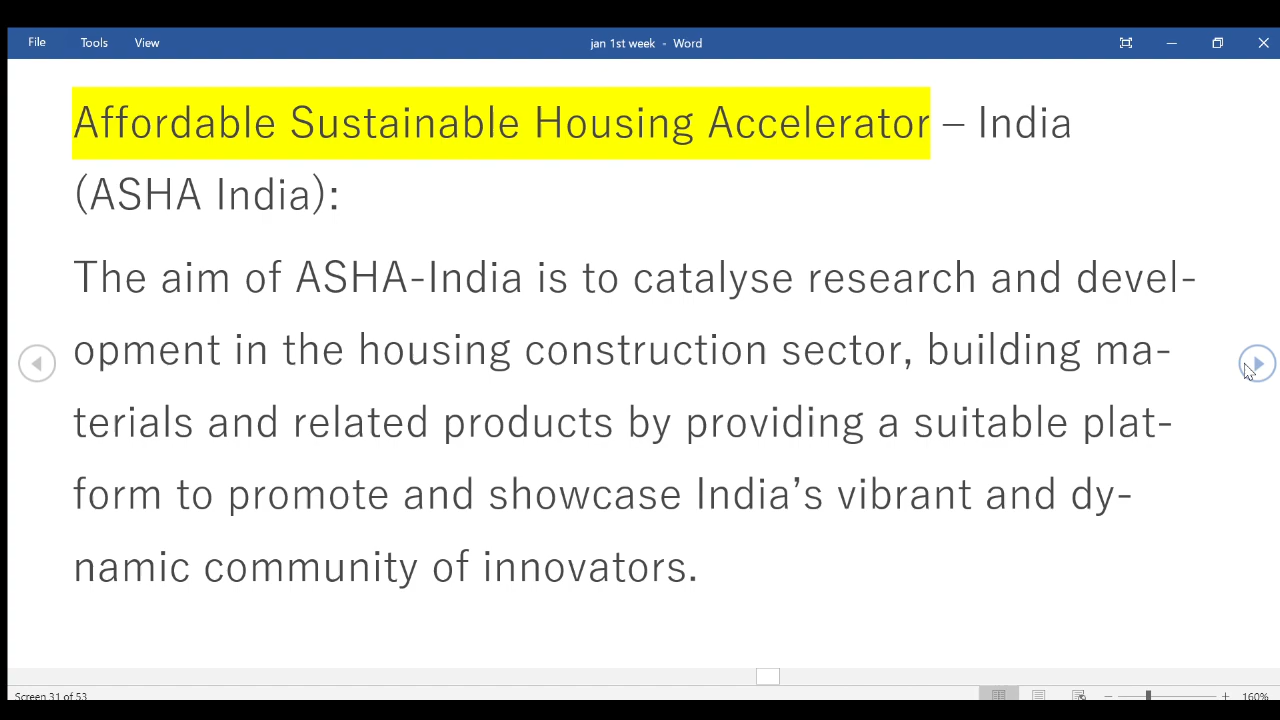 File Tools View jan 1st week - Word
Affordable Sustainable Housing Accelerator – India
(ASHA India):
The aim of ASHA-India is to catalyse research and devel-
opment in the housing construction sector, building ma-
terials and related products by providing a suitable plat-
form to promote and showcase India’s vibrant and dy-
namic community of innovators.
Screen 31 of 53 160%